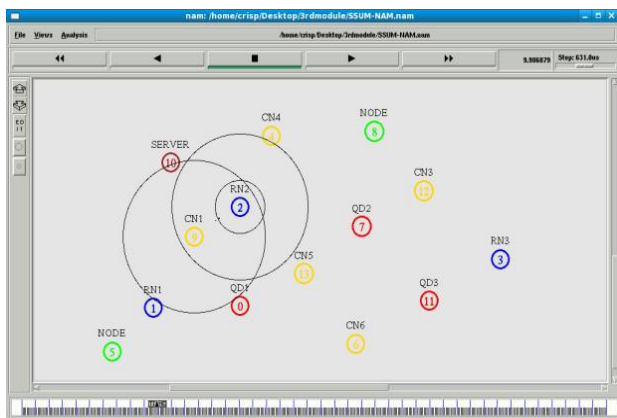 nam: /home/crisp/Desktop/3rdmodule/SSUM-NAM.nam
File Views Analysis /home/crisp/Desktop/3rdmodule/SSUM-NAM.nam
9.986879 Step: 631.0us
CN4
4
NODE
8
SERVER
10
CN3
12
RN2
2
QD2
7
CN1
9
RN3
3
CN5
13
QD1
0
RN1
1
QD3
11
NODE
5
CN6
6